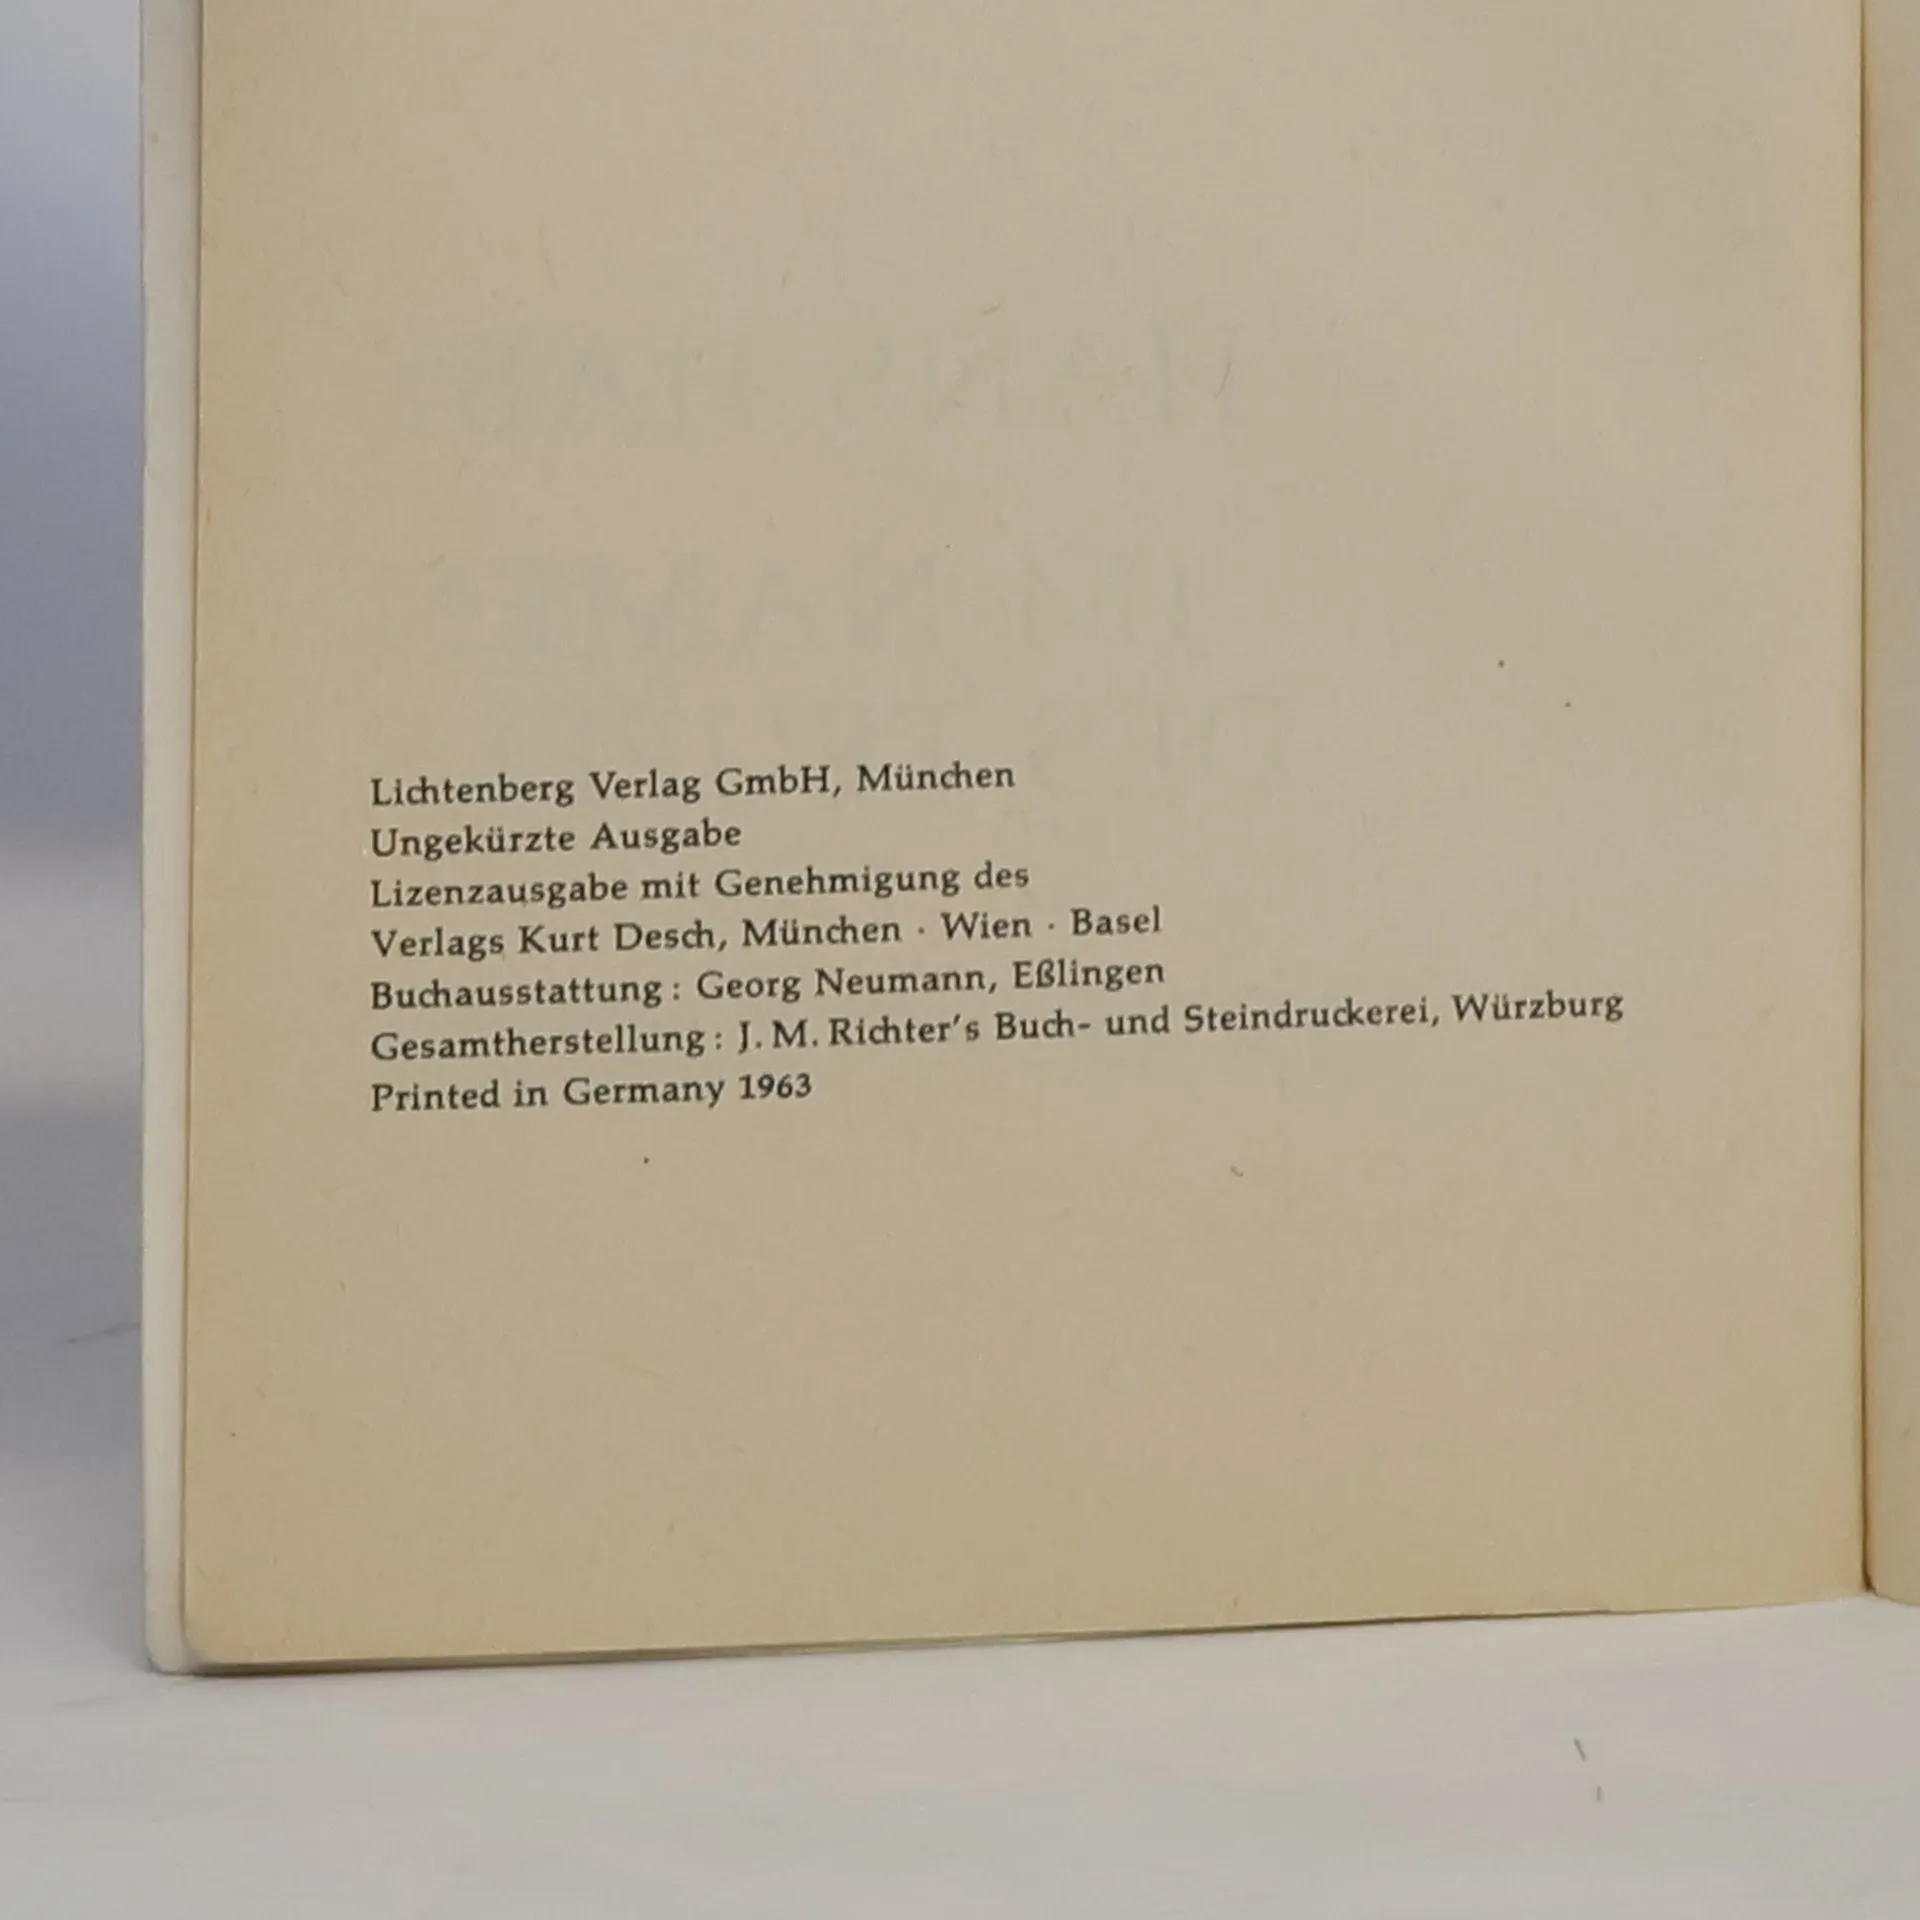 Lichtenberg Verlag GmbH, München
Ungekürzte Ausgabe
Lizenzausgabe mit Genehmigung des
Verlags Kurt Desch, München · Wien · Basel
Buchausstattung: Georg Neumann, Eßlingen
Gesamtherstellung: J. M. Richter's Buch- und Steindruckerei, Würzburg
Printed in Germany 1963